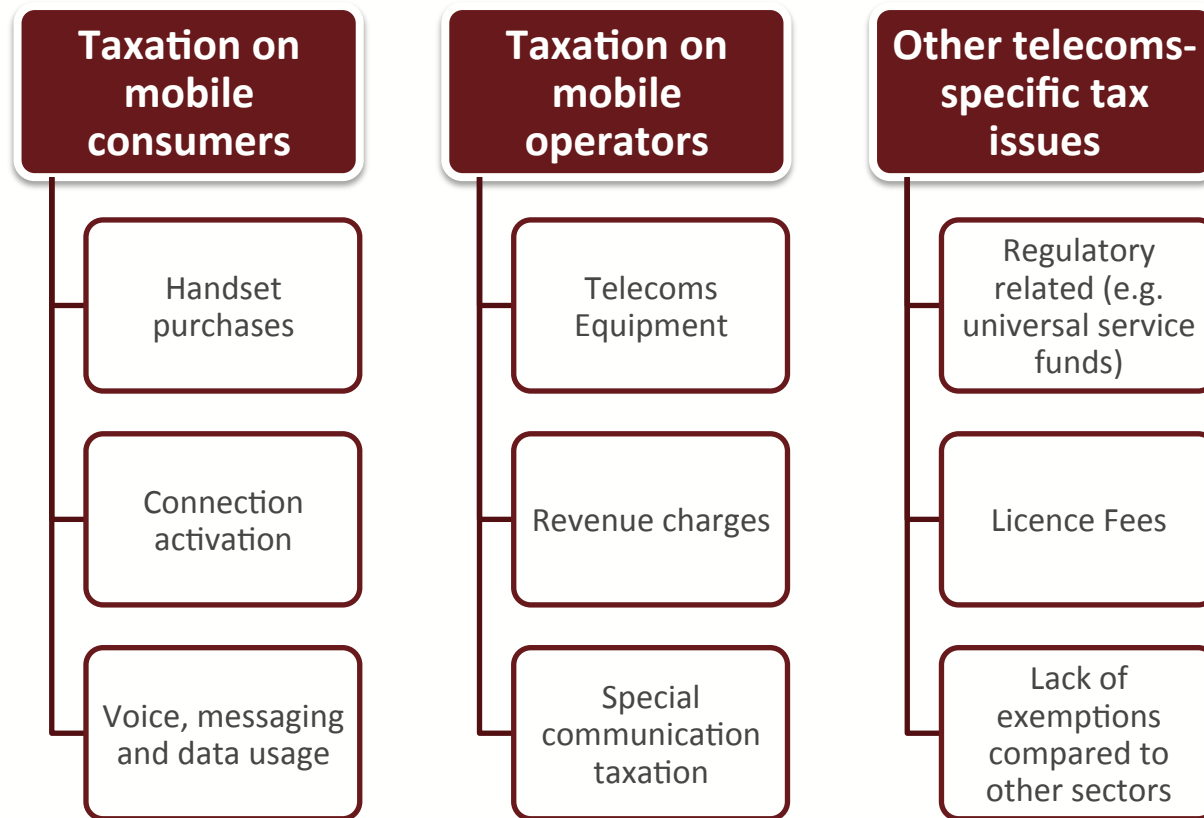 Taxation on
mobile
consumers
Handset
purchases
Connection
activation
Voice, messaging
and data usage
Taxation on
mobile
operators
Telecoms
Equipment
Revenue charges
Special
communication
taxation
Other telecoms-
specific tax
issues
Regulatory
related (e.g.
universal service
funds)
Licence Fees
Lack of
exemptions
compared to
other sectors